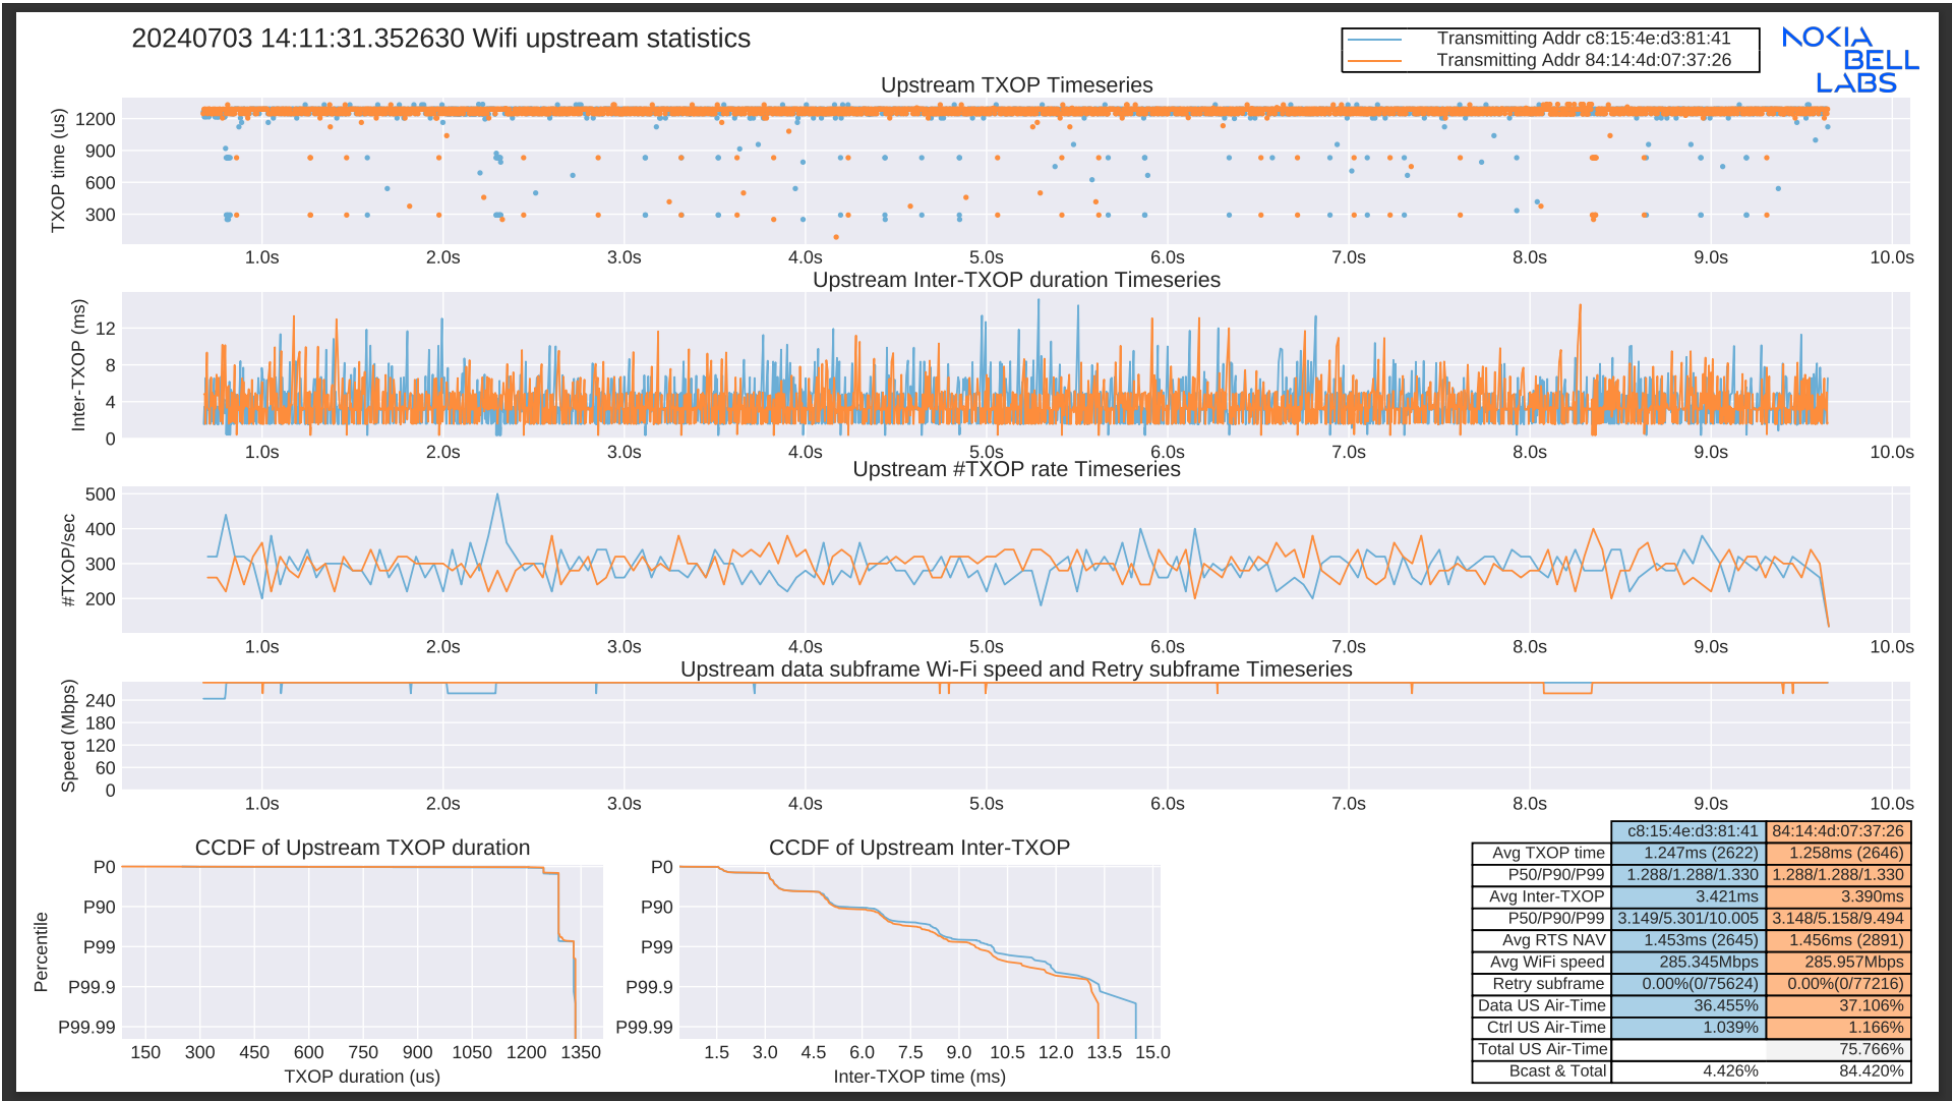 20240703 14:11:31.352630 Wifi upstream statistics
Transmitting Addr c8:15:4e:d3:81:41
Transmitting Addr 84:14:4d:07:37:26
NOKIA
BELL
LABS
Upstream TXOP Timeseries
TXOP time (us)
1200
900
600
300
1.0s 2.0s 3.0s 4.0s 5.0s 6.0s 7.0s 8.0s 9.0s 10.0s
Upstream Inter-TXOP duration Timeseries
Inter-TXOP (ms)
12
8
4
0
1.0s 2.0s 3.0s 4.0s 5.0s 6.0s 7.0s 8.0s 9.0s 10.0s
Upstream #TXOP rate Timeseries
#TXOP/sec
500
400
300
200
1.0s 2.0s 3.0s 4.0s 5.0s 6.0s 7.0s 8.0s 9.0s 10.0s
Upstream data subframe Wi-Fi speed and Retry subframe Timeseries
Speed (Mbps)
240
180
120
60
0
1.0s 2.0s 3.0s 4.0s 5.0s 6.0s 7.0s 8.0s 9.0s 10.0s
CCDF of Upstream TXOP duration
Percentile
P0
P90
P99
P99.9
P99.99
150 300 450 600 750 900 1050 1200 1350
TXOP duration (us)
CCDF of Upstream Inter-TXOP
P0
P90
P99
P99.9
P99.99
1.5 3.0 4.5 6.0 7.5 9.0 10.5 12.0 13.5 15.0
Inter-TXOP time (ms)
c8:15:4e:d3:81:41 84:14:4d:07:37:26
Avg TXOP time 1.247ms (2622) 1.258ms (2646)
P50/P90/P99 1.288/1.288/1.330 1.288/1.288/1.330
Avg Inter-TXOP 3.421ms 3.390ms
P50/P90/P99 3.149/5.301/10.005 3.148/5.158/9.494
Avg RTS NAV 1.453ms (2645) 1.456ms (2891)
Avg WiFi speed 285.345Mbps 285.957Mbps
Retry subframe 0.00%(0/75624) 0.00%(0/77216)
Data US Air-Time 36.455% 37.106%
Ctrl US Air-Time 1.039% 1.166%
Total US Air-Time 75.766%
Bcast & Total 4.426% 84.420%